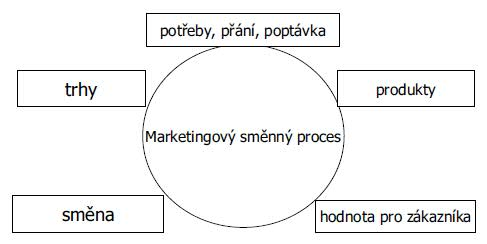 potřeby, přání, poptávka
trhy
produkty
Marketingový směnný proces
směna
hodnota pro zákazníka